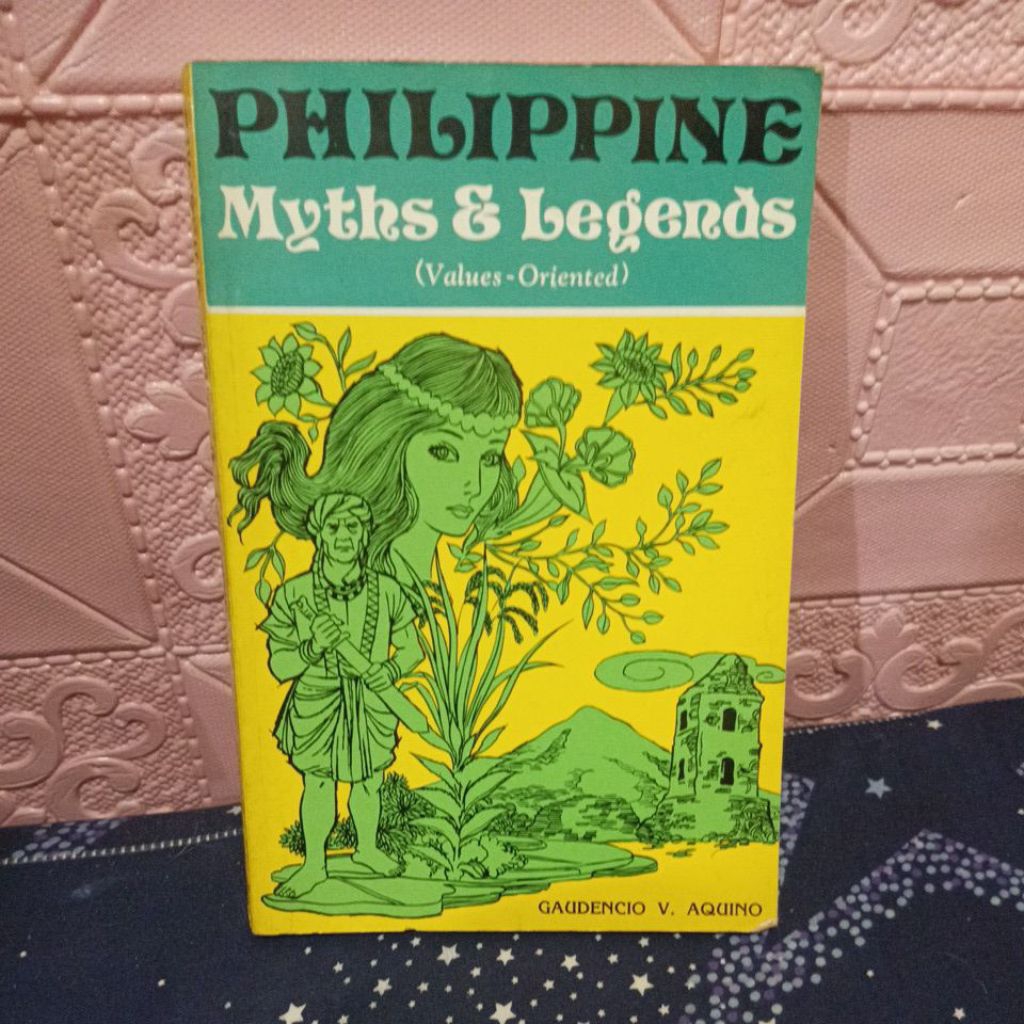 PHILIPPINE
Myths & Legends
(Values-Oriented)
GAUDENCIO V. AQUINO